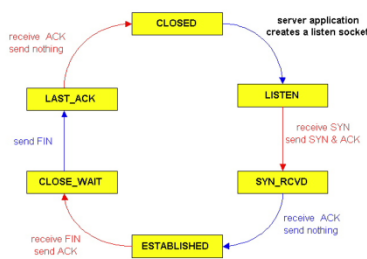 CLOSED
server application
creates a listen socket
receive ACK
send nothing
LAST_ACK
LISTEN
receive SYN
send SYN & ACK
send FIN
CLOSE_WAIT
SYN_RCVD
receive ACK
send nothing
receive FIN
send ACK
ESTABLISHED